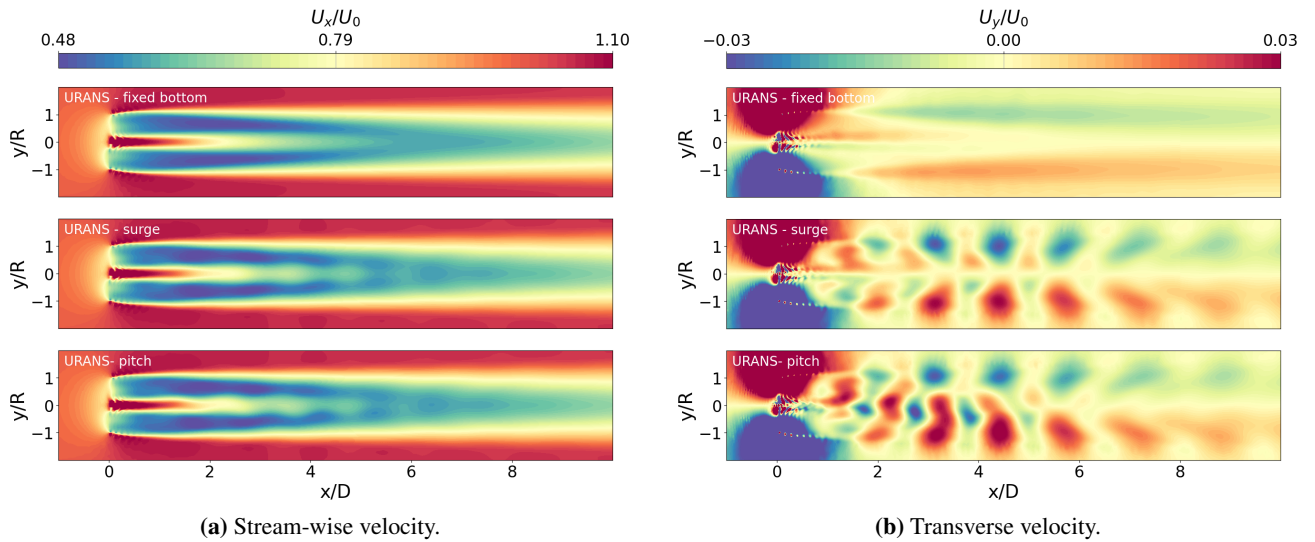 U_x/U_0
0.48 0.79 1.10
URANS - fixed bottom
y/R
1
0
−1
URANS - surge
y/R
1
0
−1
URANS- pitch
y/R
1
0
−1
0 2 4 6 8
x/D
(a) Stream-wise velocity.
U_y/U_0
−0.03 0.00 0.03
URANS - fixed bottom
y/R
1
0
−1
URANS - surge
y/R
1
0
−1
URANS- pitch
y/R
1
0
−1
0 2 4 6 8
x/D
(b) Transverse velocity.